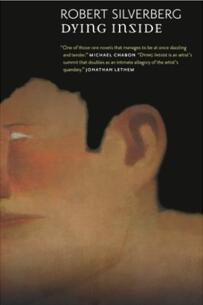 ROBERT SILVERBERG
DYING INSIDE
"One of those rare novels that manages to be at once dazzling
and tender." MICHAEL CHABON "Dying Inside is an artist's
summit that doubles as an intimate allegory of the artist's
quandary." JONATHAN LETHEM